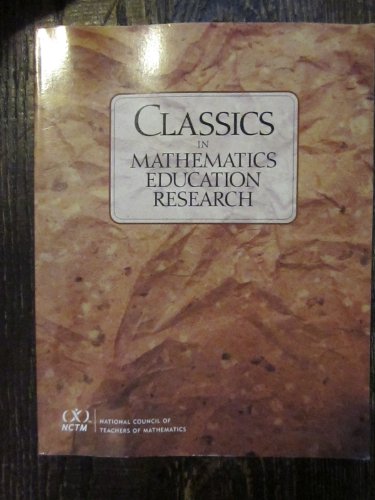 CLASSICS
IN
MATHEMATICS
EDUCATION
RESEARCH
NCTM
NATIONAL COUNCIL OF
TEACHERS OF MATHEMATICS